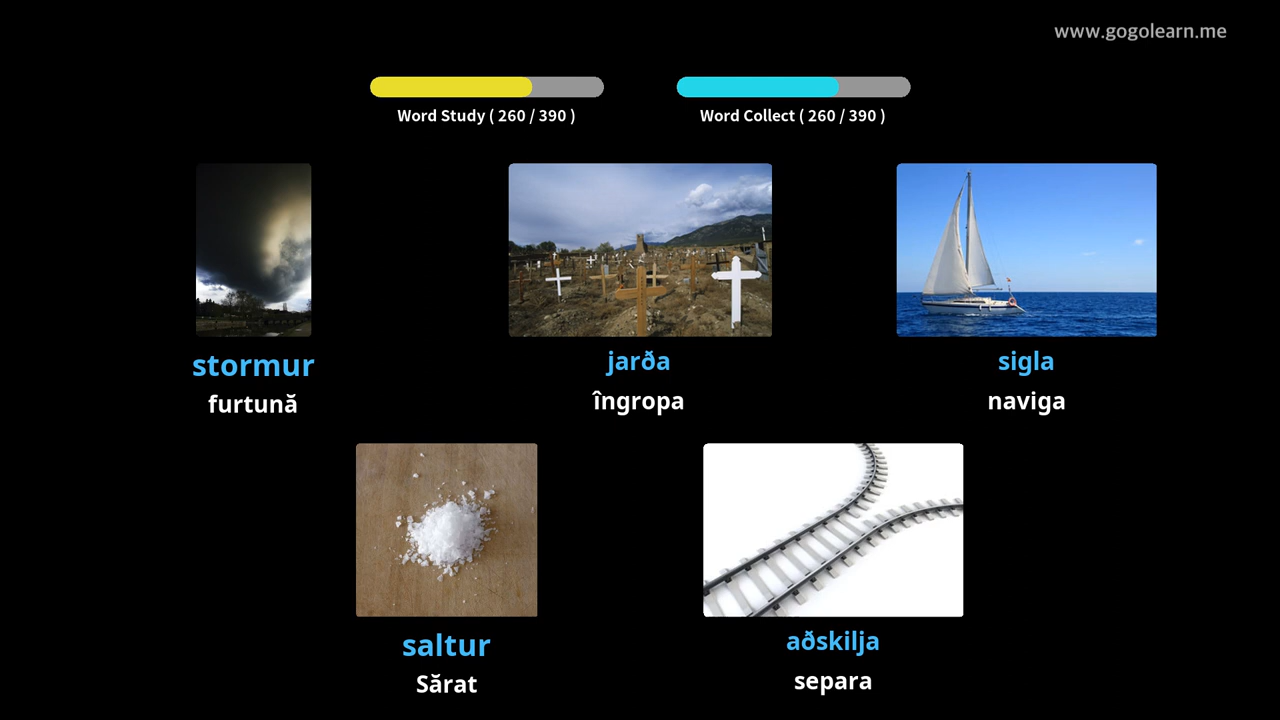 www.gogolearn.me
Word Study ( 260 / 390 )
Word Collect ( 260 / 390 )
stormur
furtună
jarða
îngropa
sigla
naviga
saltur
Sărat
aðskilja
separa